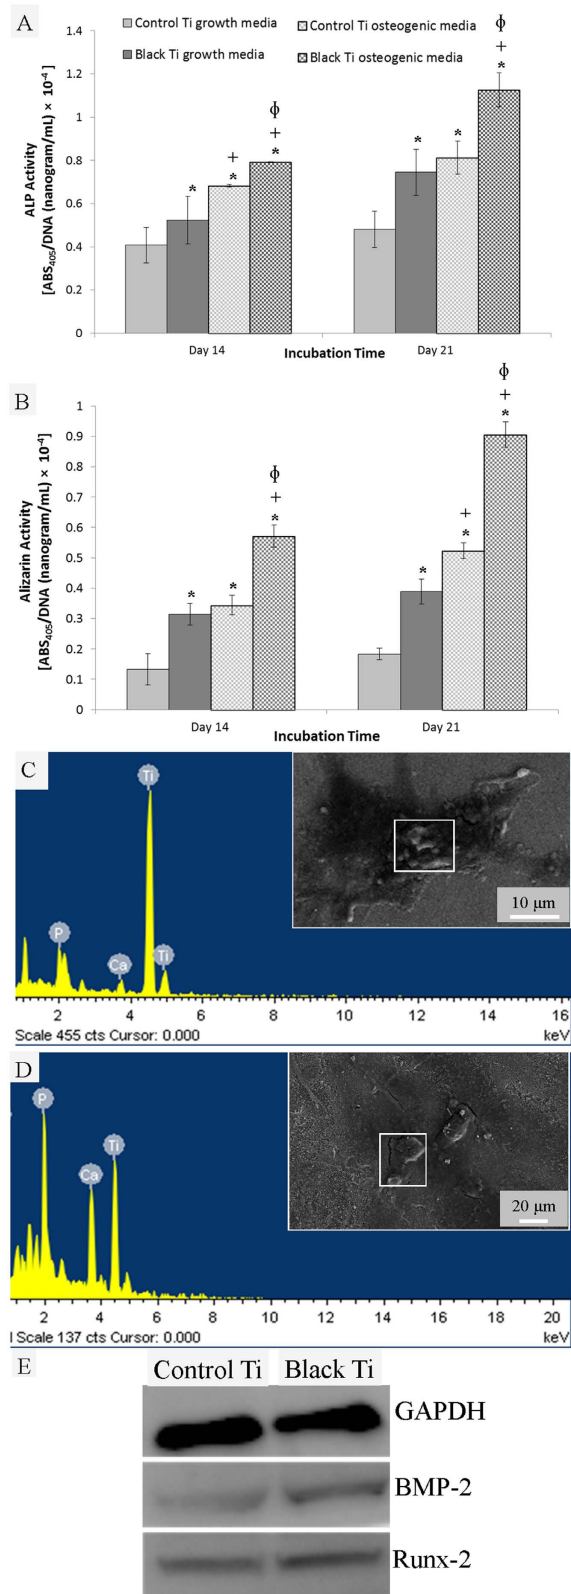 A
Control Ti growth media
Control Ti osteogenic media
Black Ti growth media
Black Ti osteogenic media
ALP Activity
[ABS405/DNA (nanogram/mL) × 10-4]
1.4
1.2
1
0.8
0.6
0.4
0.2
0
*
+
*
ϕ
+
*
*
*
ϕ
+
*
Day 14
Incubation Time
Day 21
B
Alizarin Activity
[ABS405/DNA (nanogram/mL) × 10-4]
1
0.9
0.8
0.7
0.6
0.5
0.4
0.3
0.2
0.1
0
*
*
ϕ
+
*
*
+
*
ϕ
+
*
Day 14
Incubation Time
Day 21
C
Ti
P
Ca
Ti
10 μm
2 4 6 8 10 12 14 16
Scale 455 cts Cursor: 0.000
keV
D
P
Ca
Ti
20 μm
2 4 6 8 10 12 14 16 18 20
l Scale 137 cts Cursor: 0.000
keV
E
Control Ti Black Ti
GAPDH
BMP-2
Runx-2